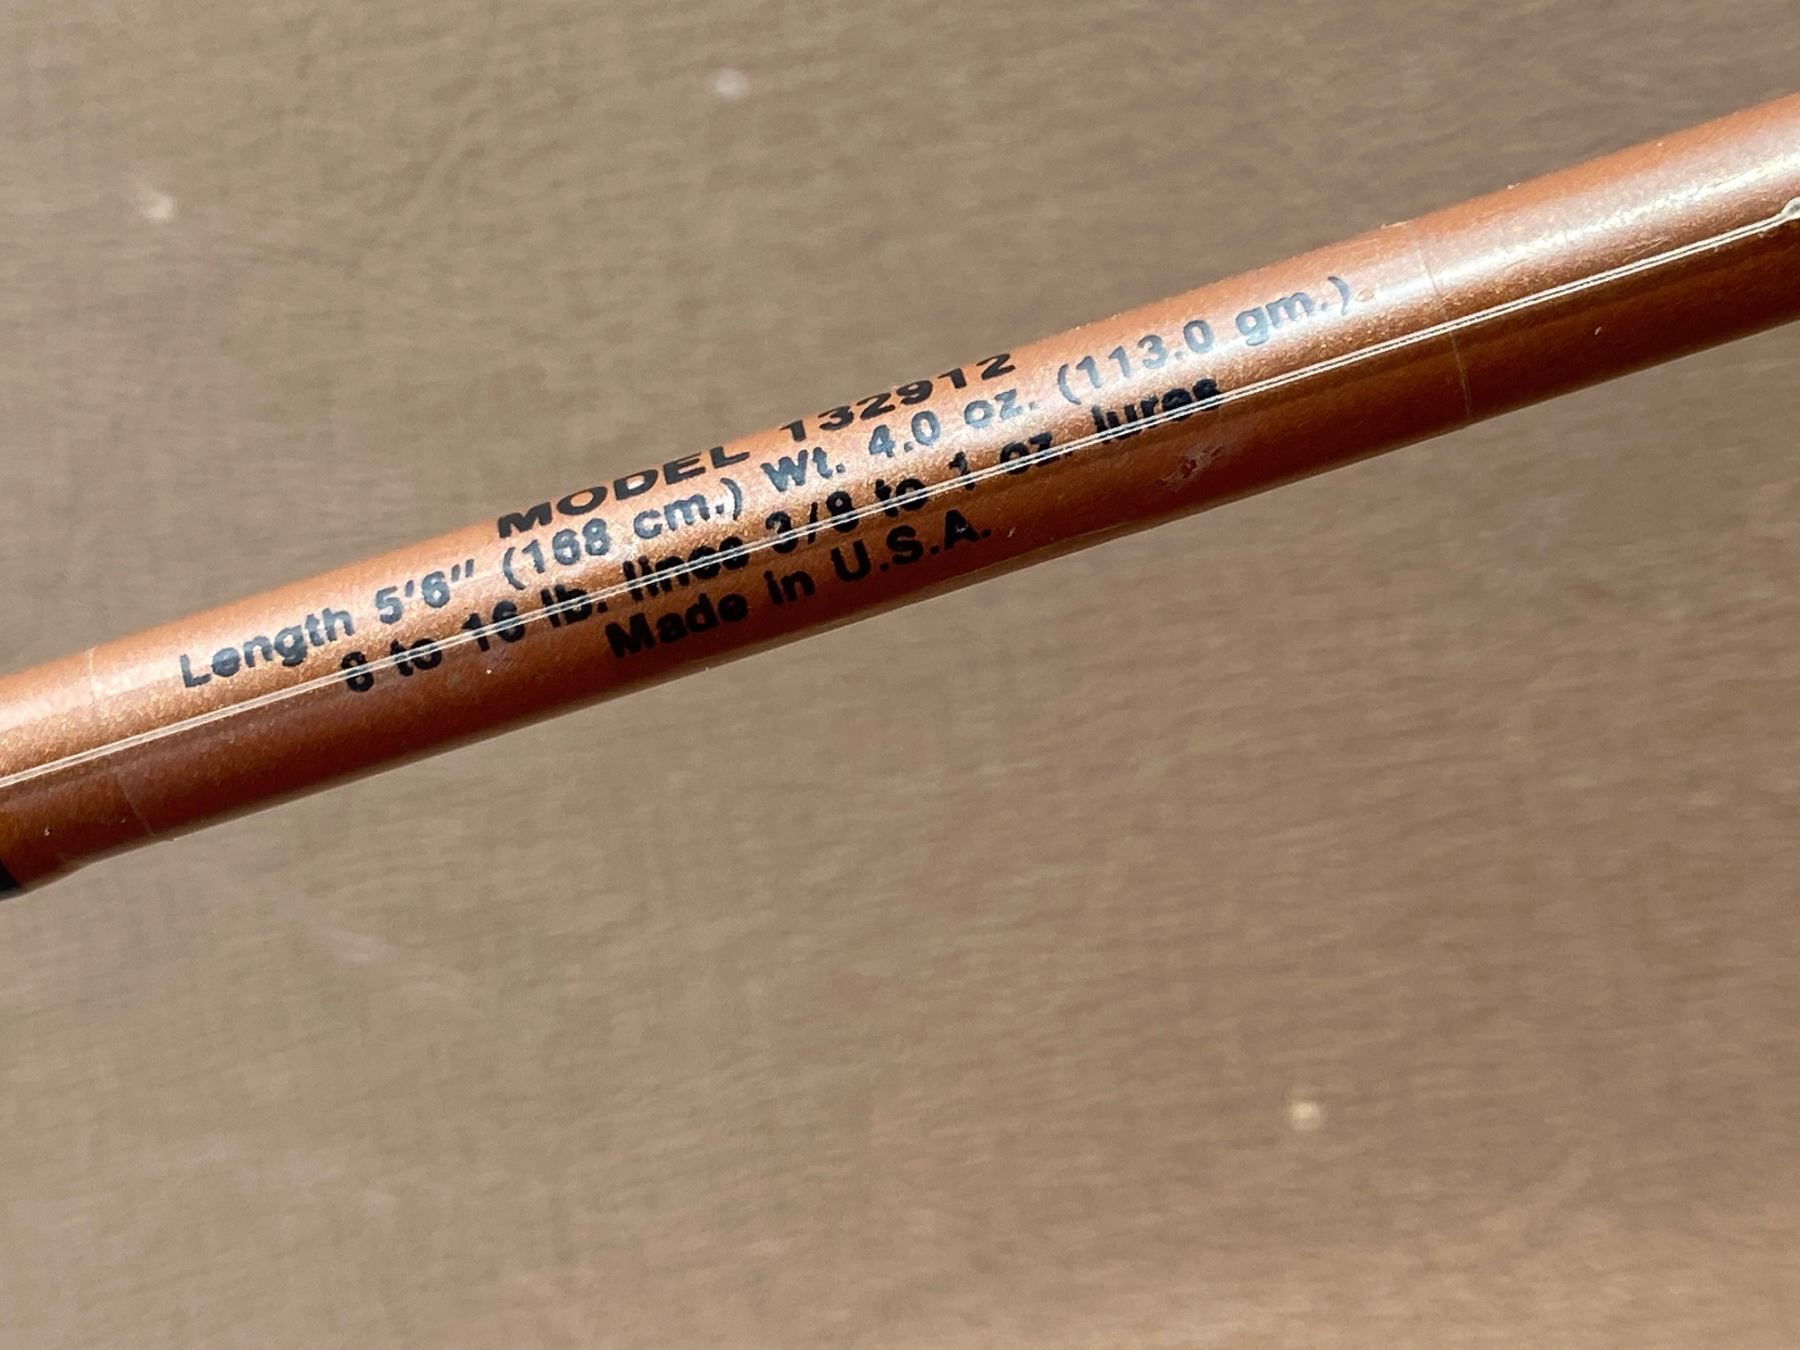 MODEL 132912
Length 5'6" (168 cm.) Wt. 4.0 oz. (113.0 gm.)
8 to 16 lb. lines 3/8 to 1 oz. lures
Made in U.S.A.